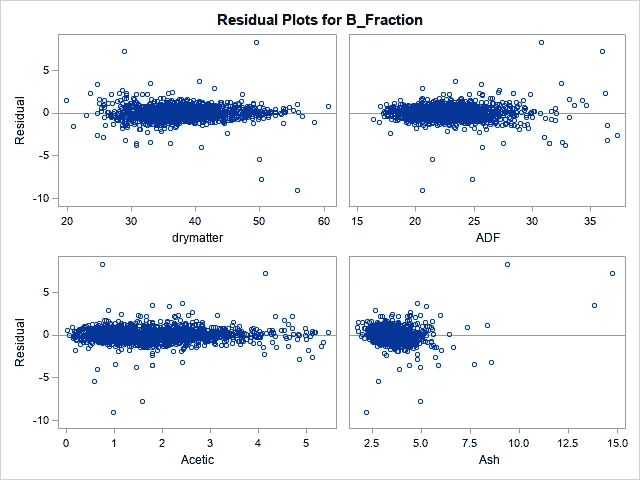 Residual Plots for B_Fraction
Residual
5
0
-5
-10
20 30 40 50 60
drymatter
15 20 25 30 35
ADF
Residual
5
0
-5
-10
0 1 2 3 4 5
Acetic
2.5 5.0 7.5 10.0 12.5 15.0
Ash